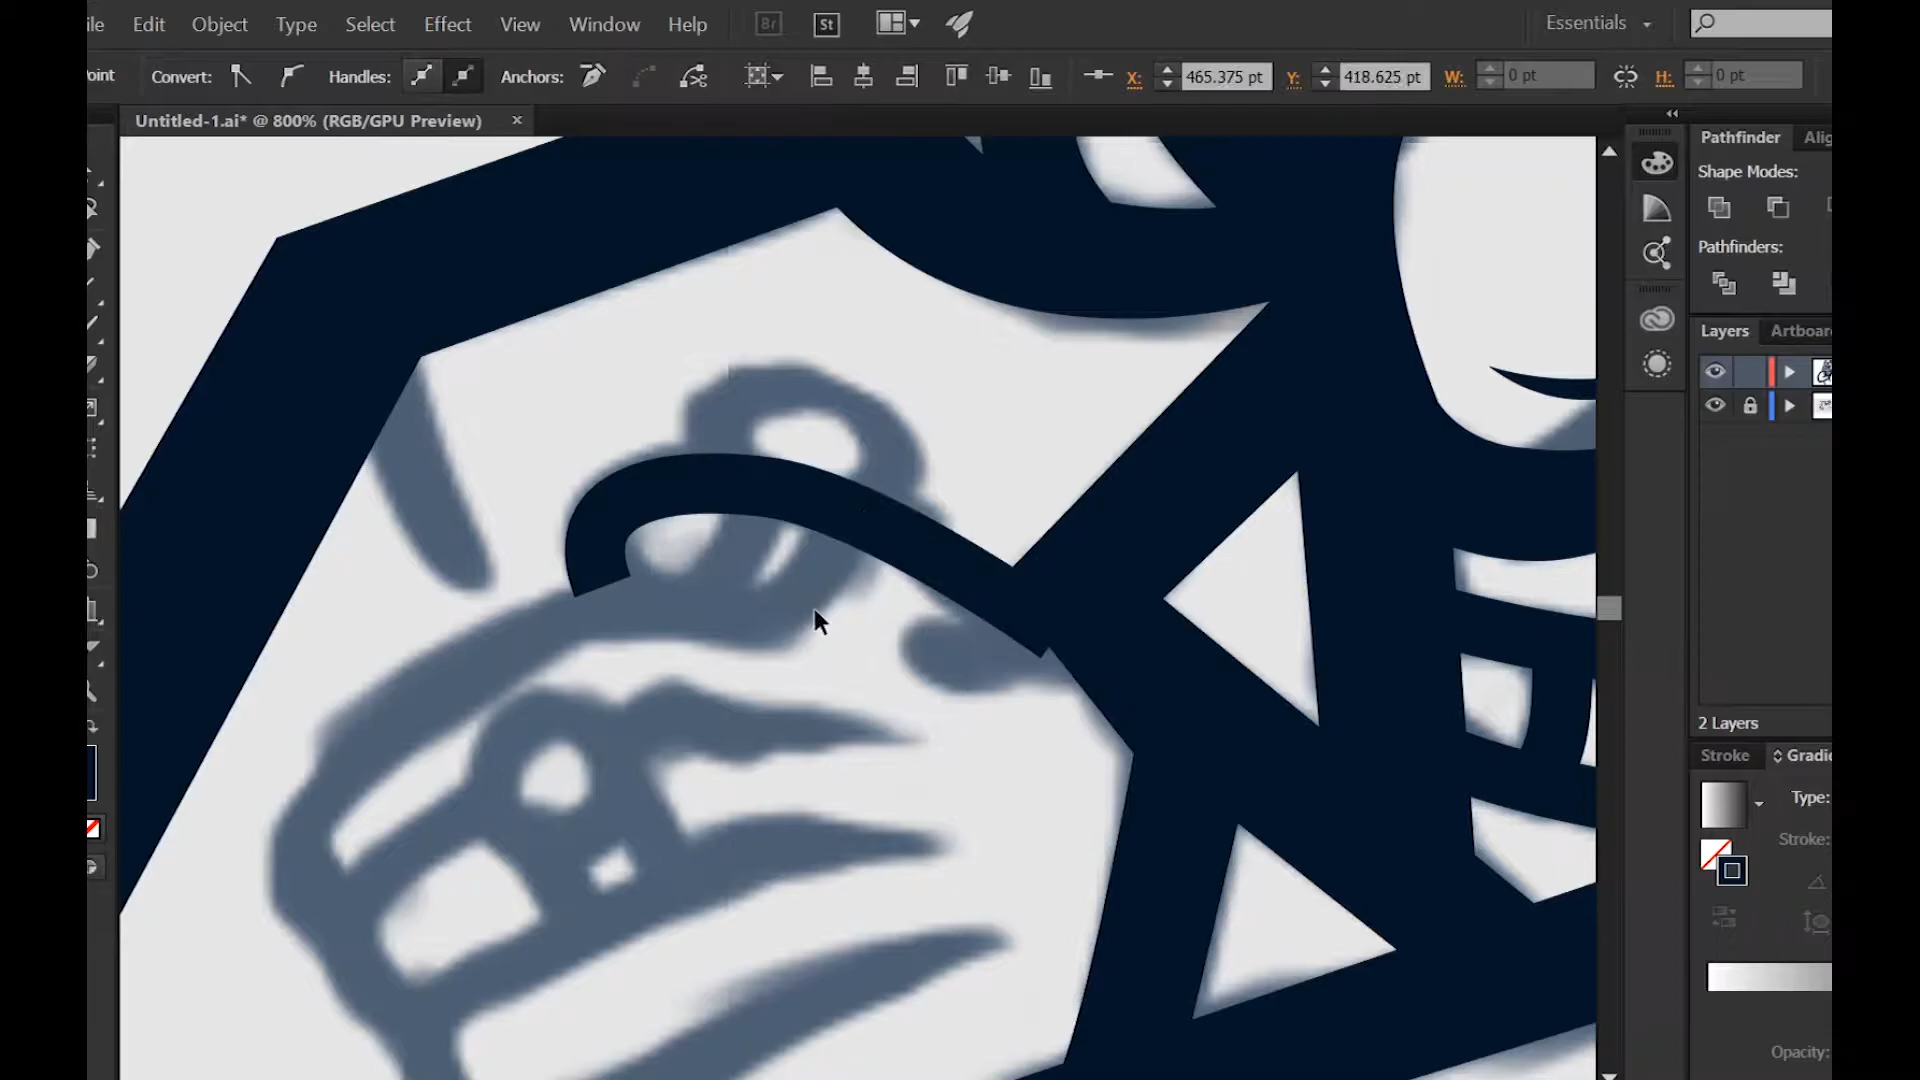 ile Edit Object Type Select Effect View Window Help Br St Essentials
oint Convert: Handles: Anchors: X: 465.375 pt Y: 418.625 pt W: 0 pt H: 0 pt
Untitled-1.ai* @ 800% (RGB/GPU Preview) ×
Pathfinder Alig
Shape Modes:
Pathfinders:
Layers Artboar
2 Layers
Stroke Gradie
Type:
Stroke:
Opacity: